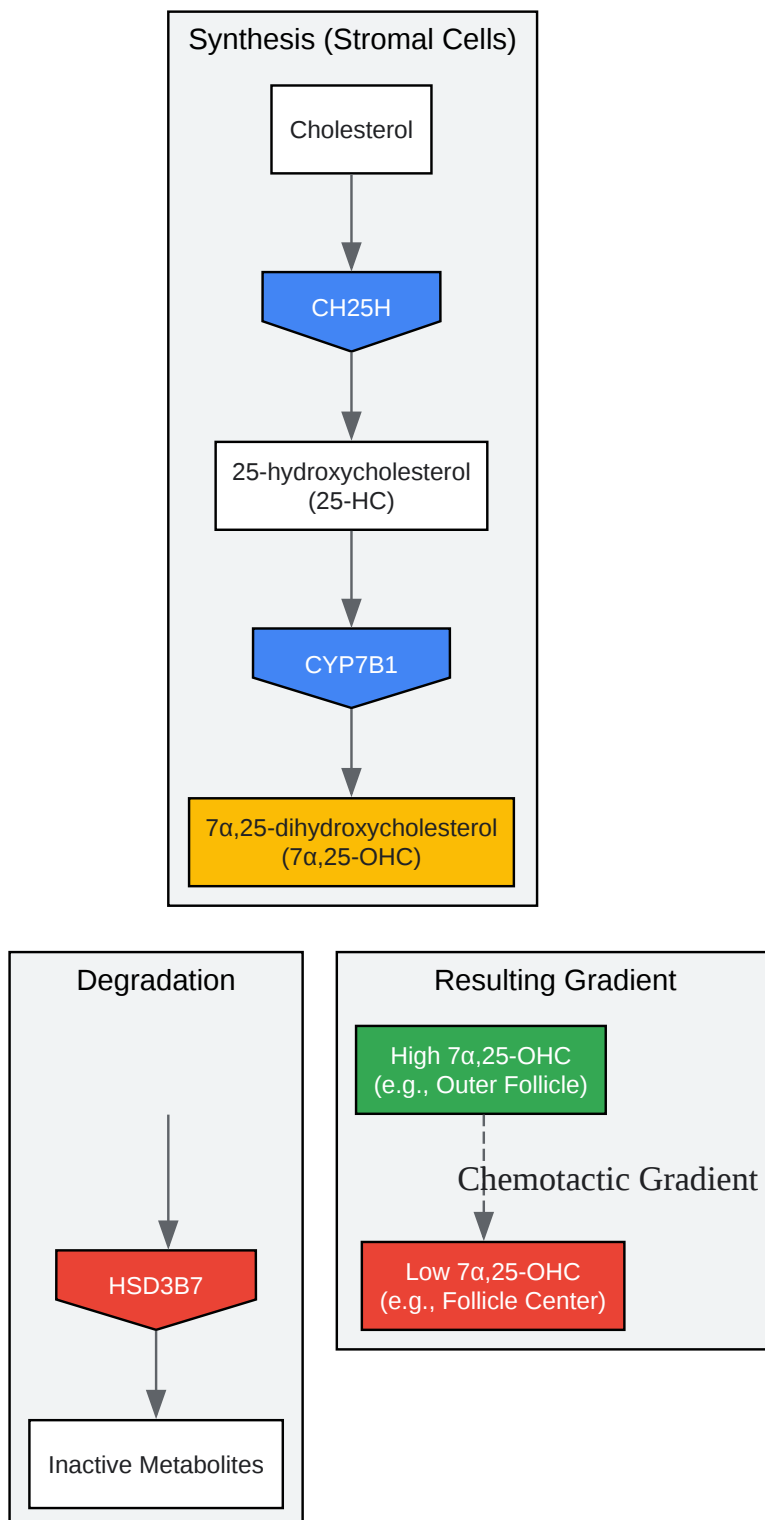 Synthesis (Stromal Cells)
Cholesterol
CH25H
25-hydroxycholesterol
(25-HC)
CYP7B1
7α,25-dihydroxycholesterol
(7α,25-OHC)
Degradation
HSD3B7
Inactive Metabolites
Resulting Gradient
High 7α,25-OHC
(e.g., Outer Follicle)
Chemotactic Gradient
Low 7α,25-OHC
(e.g., Follicle Center)